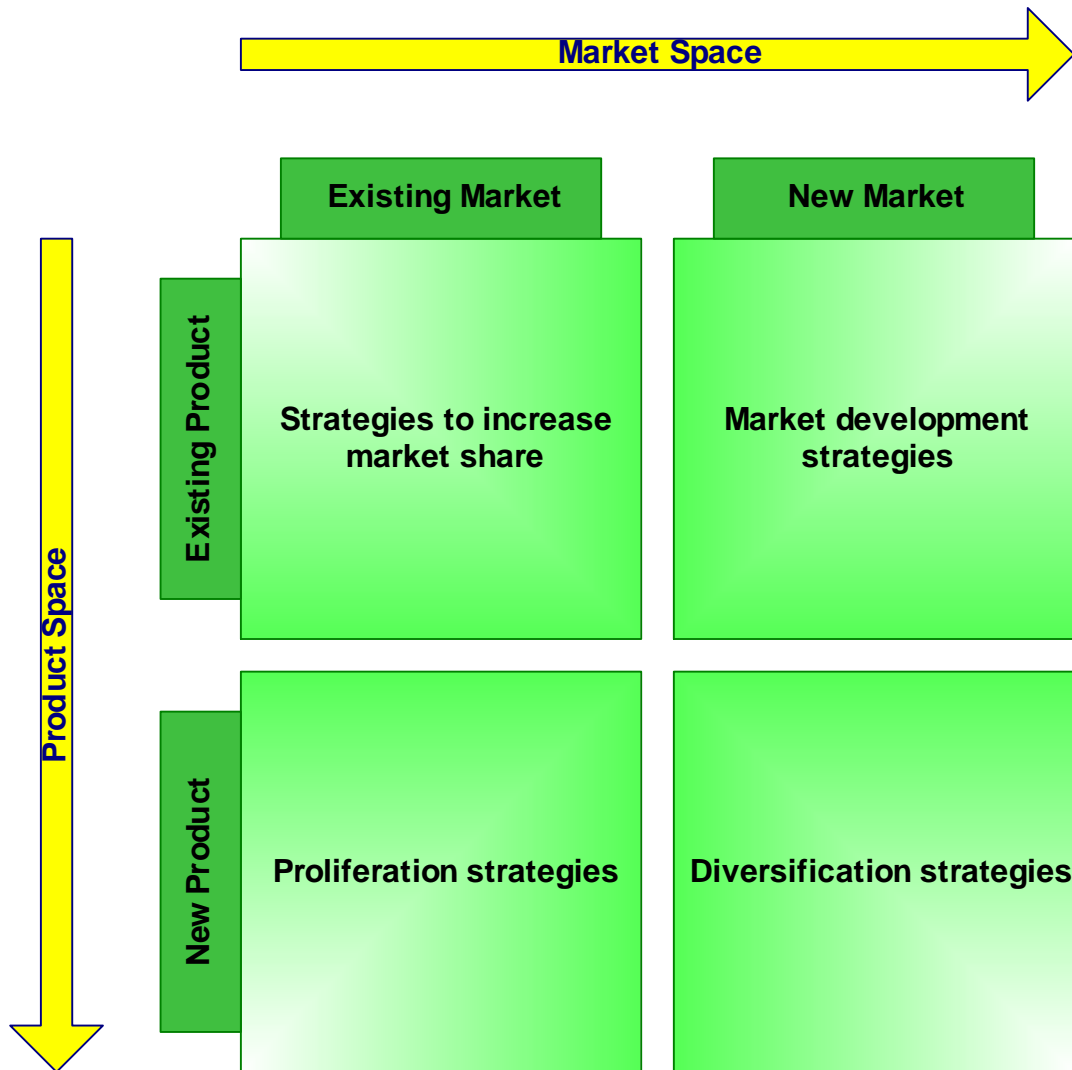 Market Space
Existing Market
New Market
Existing Product
Strategies to increase
market share
Market development
strategies
Product Space
New Product
Proliferation strategies
Diversification strategies